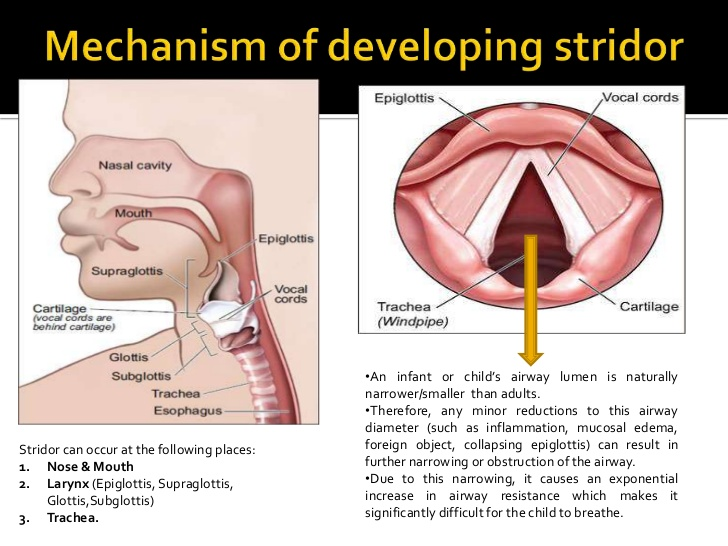 Mechanism of developing stridor
Nasal cavity
Mouth
Epiglottis
Supraglottis
Vocal
cords
Cartilage
(vocal cords are
behind cartilage)
Glottis
Subglottis
Trachea
Esophagus
Epiglottis
Vocal cords
Trachea
(Windpipe)
Cartilage
Stridor can occur at the following places:
1. Nose & Mouth
2. Larynx (Epiglottis, Supraglottis,
Glottis,Subglottis)
3. Trachea.
•An infant or child's airway lumen is naturally
narrower/smaller than adults.
•Therefore, any minor reductions to this airway
diameter (such as inflammation, mucosal edema,
foreign object, collapsing epiglottis) can result in
further narrowing or obstruction of the airway.
•Due to this narrowing, it causes an exponential
increase in airway resistance which makes it
significantly difficult for the child to breathe.